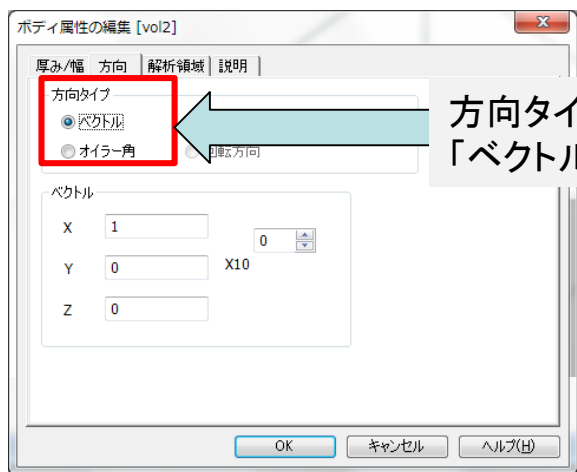 ボディ属性の編集 [vol2]
厚み/幅 方向 解析領域 説明
方向タイプ
ベクトル
オイラー角 回転方向
方向タイ
「ベクトル
ベクトル
X 1
0
Y 0 X10
Z 0
OK キャンセル ヘルプ(H)